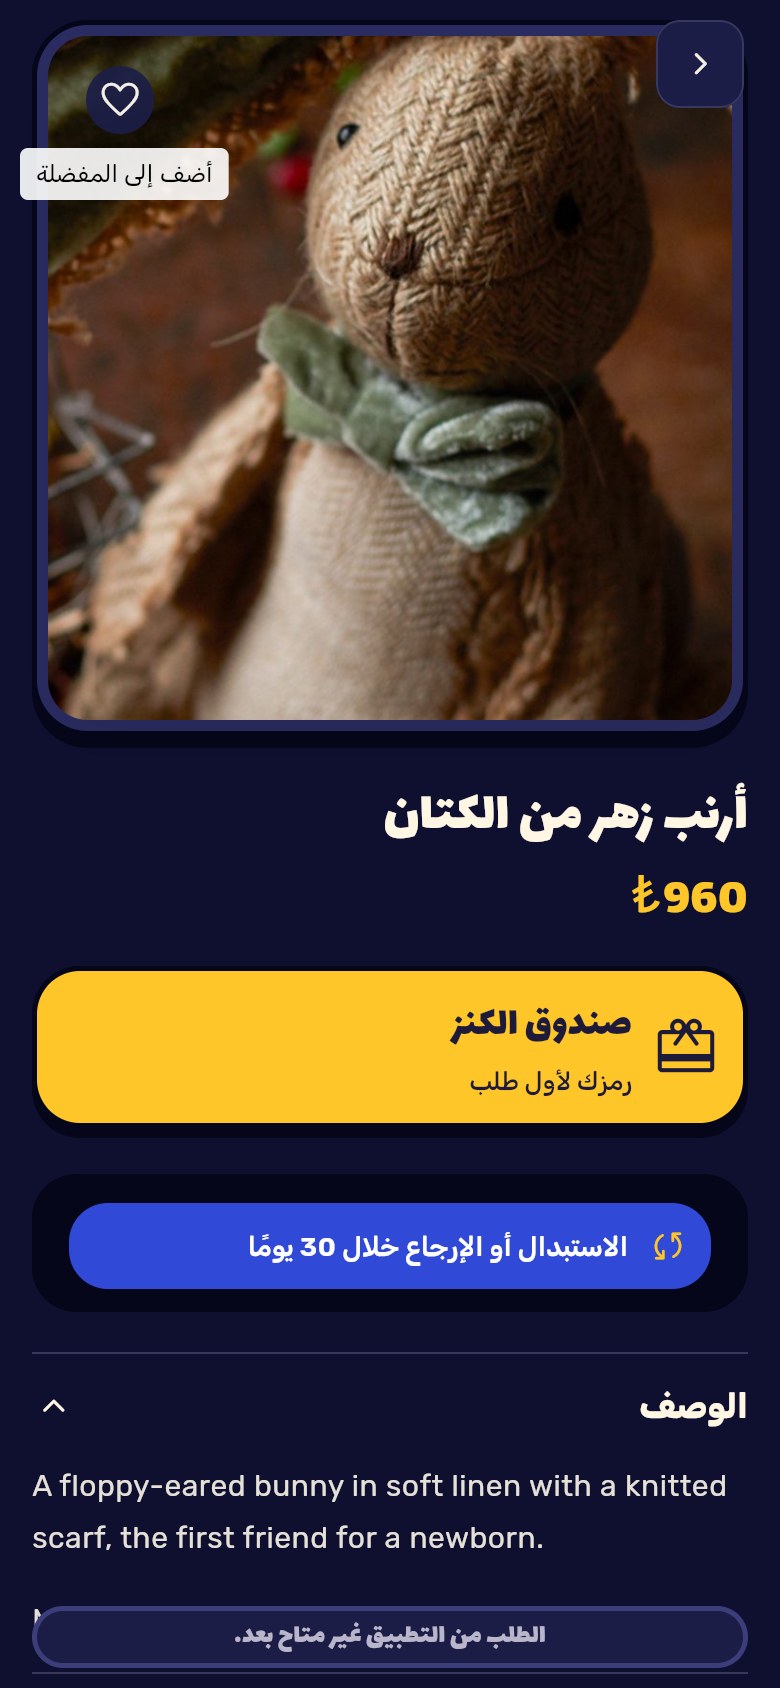 أضف إلى المفضلة
أرنب زهر من الكتان
₺960
صندوق الكنز
رمزك لأول طلب
الاستبدال أو الإرجاع خلال 30 يومًا
الوصف
A floppy-eared bunny in soft linen with a knitted
scarf, the first friend for a newborn.
الطلب من التطبيق غير متاح بعد.